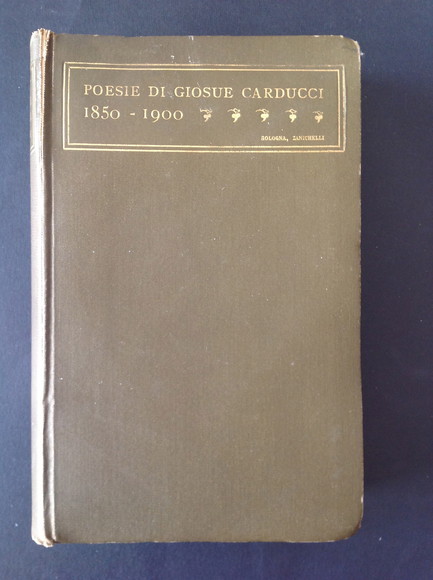 POESIE DI GIOSUE CARDUCCI
1850 - 1900
BOLOGNA, ZANICHELLI